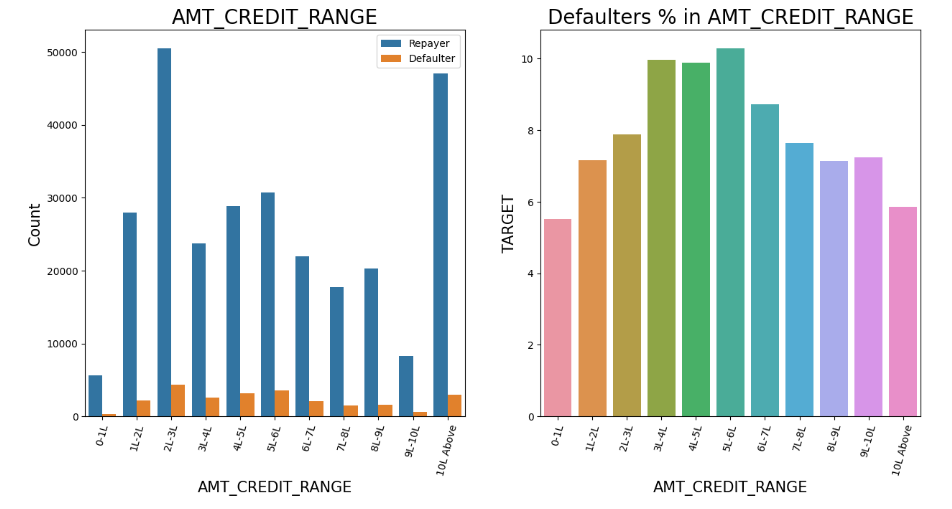 AMT_CREDIT_RANGE
Repayer
Defaulter
Count
50000
40000
30000
20000
10000
0
0-1L
1L-2L
2L-3L
3L-4L
4L-5L
5L-6L
6L-7L
7L-8L
8L-9L
9L-10L
10L Above
AMT_CREDIT_RANGE
Defaulters % in AMT_CREDIT_RANGE
TARGET
10
8
6
4
2
0
0-1L
1L-2L
2L-3L
3L-4L
4L-5L
5L-6L
6L-7L
7L-8L
8L-9L
9L-10L
10L Above
AMT_CREDIT_RANGE